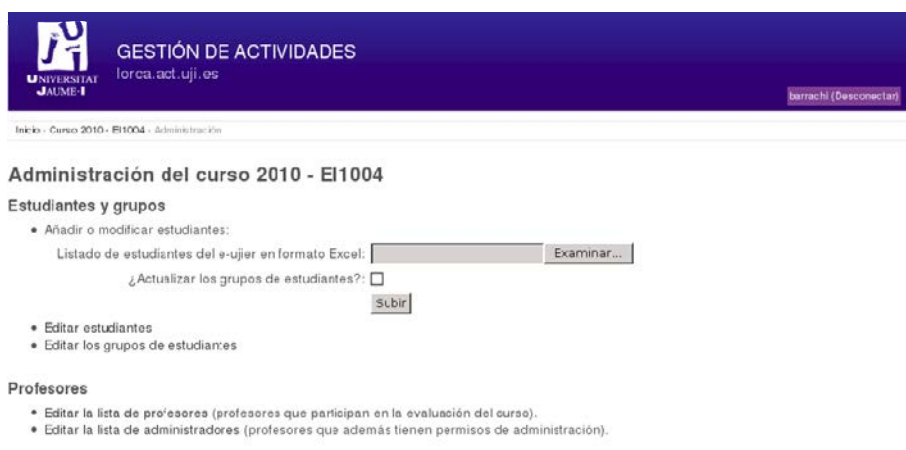 UNIVERSITAT
JAUME·I
GESTIÓN DE ACTIVIDADES
lorca.act.uji.es
barrachi (Desconectar)
Inicio - Curso 2010 - EI1004 - Administración
Administración del curso 2010 - EI1004
Estudiantes y grupos
• Añadir o modificar estudiantes:
Listado de estudiantes del e-ujier en formato Excel: Examinar...
¿Actualizar los grupos de estudiantes?:
Subir
• Editar estudiantes
• Editar los grupos de estudiantes
Profesores
• Editar la lista de profesores (profesores que participan en la evaluación del curso).
• Editar la lista de administradores (profesores que además tienen permisos de administración).